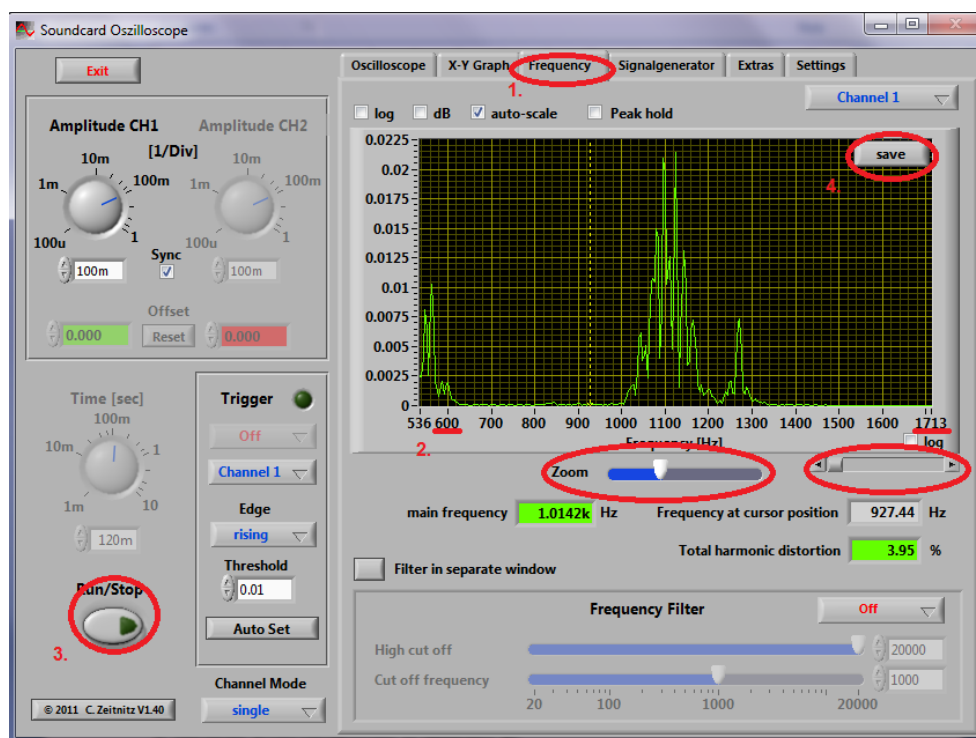 Soundcard Oszilloscope
Exit
Oscilloscope X-Y Graph Frequency Signalgenerator Extras Settings
1.
Channel 1
log dB auto-scale Peak hold
Amplitude CH1 Amplitude CH2
[1/Div]
10m 10m
1m 100m 1m 100m
100u 1 100u 1
Sync
100m 100m
Offset
0.000 Reset 0.000
0.0225
0.02
0.0175
0.015
0.0125
0.01
0.0075
0.005
0.0025
0
save
4.
536 600 700 800 900 1000 1100 1200 1300 1400 1500 1600 1713
2.
Frequency [Hz]
log
Zoom
main frequency 1.0142k Hz Frequency at cursor position 927.44 Hz
Total harmonic distortion 3.95 %
Filter in separate window
Time [sec]
100m
10m 1
1m 10
120m
Run/Stop
3.
Trigger
Off
Channel 1
Edge
rising
Threshold
0.01
Auto Set
Channel Mode
single
© 2011 C. Zeitnitz V1.40
Frequency Filter Off
High cut off 20000
Cut off frequency 1000
20 100 1000 20000